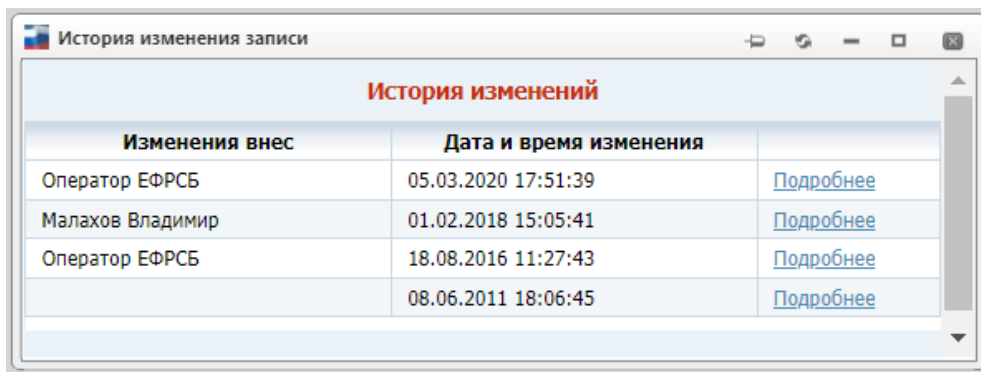 История изменения записи
История изменений
Изменения внес Дата и время изменения
Оператор ЕФРСБ 05.03.2020 17:51:39 Подробнее
Малахов Владимир 01.02.2018 15:05:41 Подробнее
Оператор ЕФРСБ 18.08.2016 11:27:43 Подробнее
08.06.2011 18:06:45 Подробнее